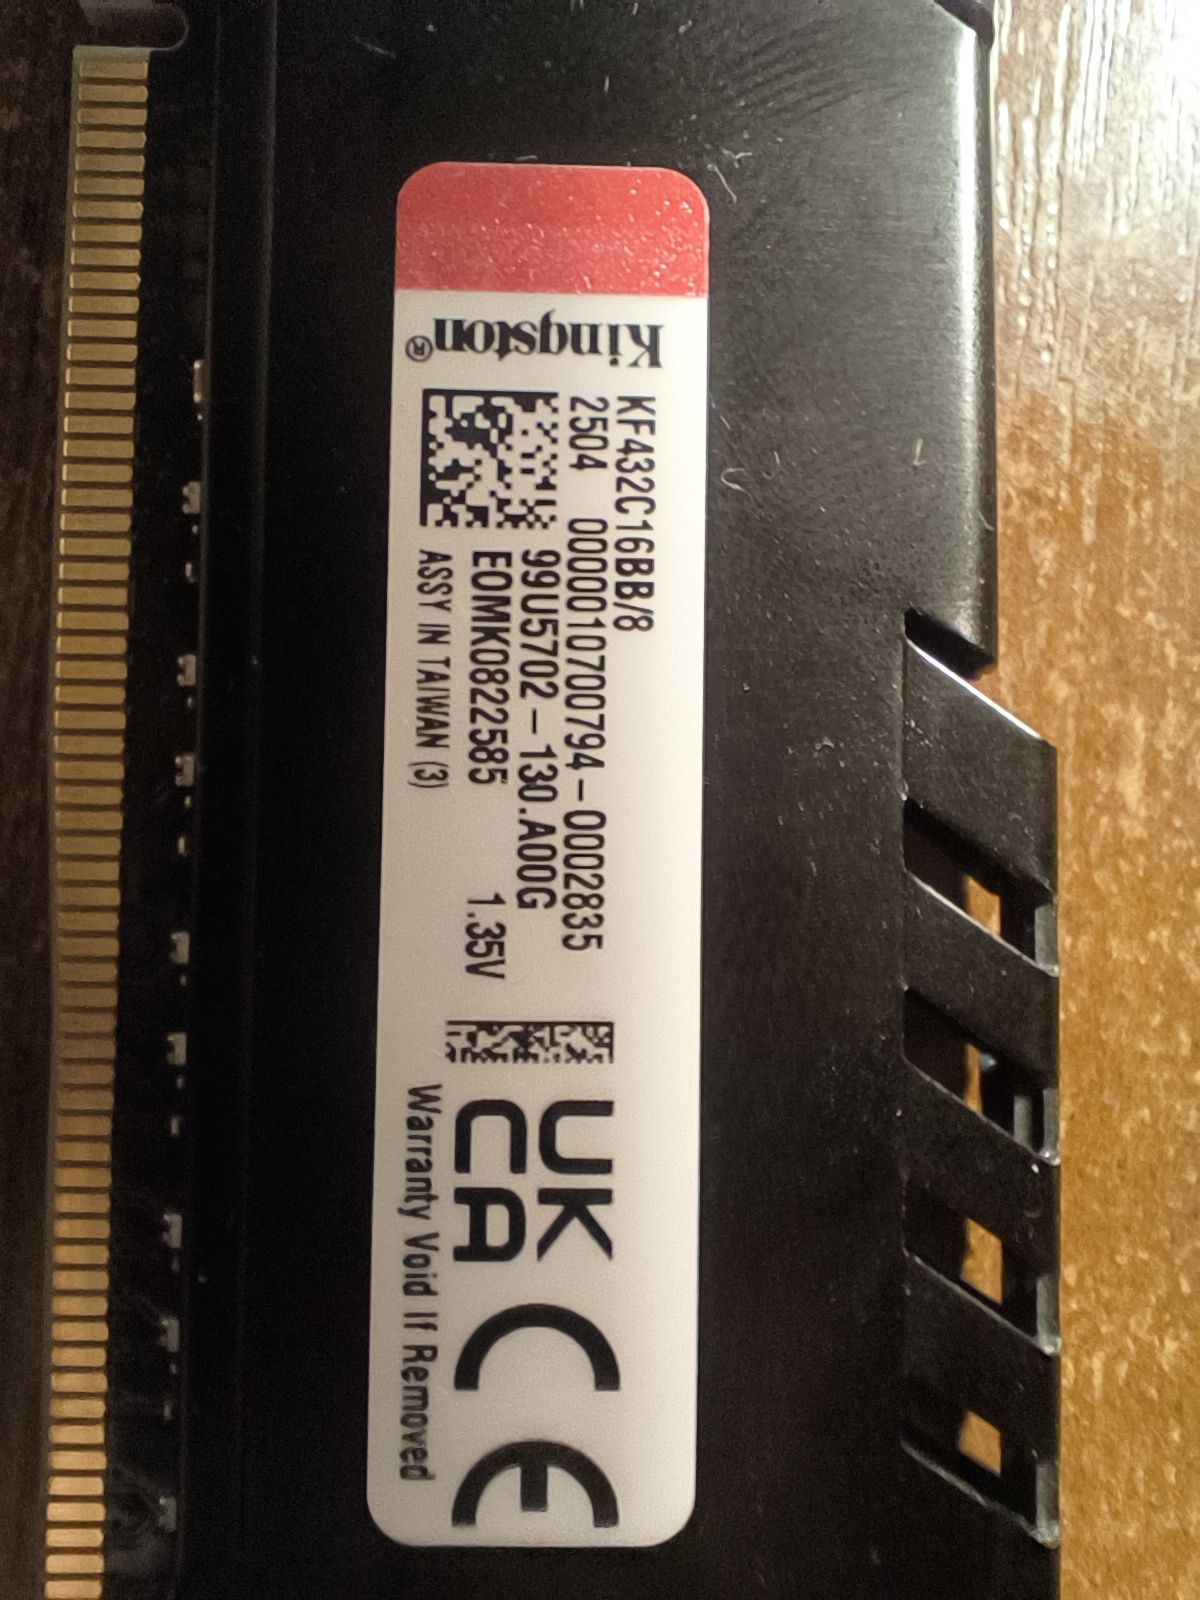 Kingston®
KF432C16BB/8
2504 0000010700794-0002835
99U5702-130.A00G
EOMK0822585 1.35V
ASSY IN TAIWAN (3)
UK
CA
CE
Warranty Void If Removed